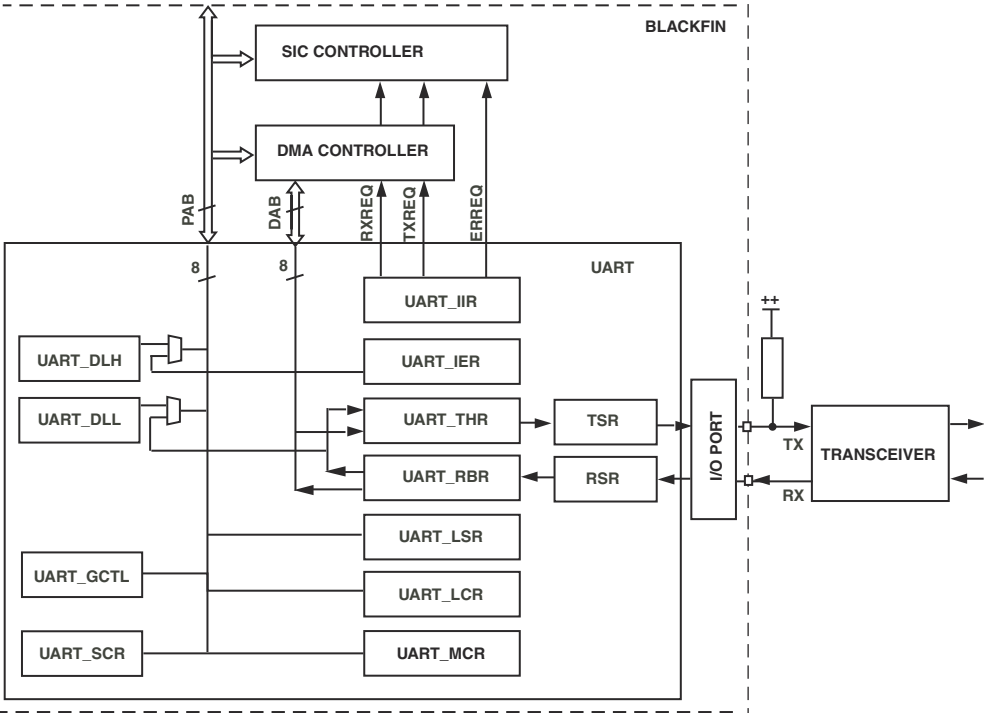 BLACKFIN
SIC CONTROLLER
DMA CONTROLLER
PAB
DAB
RXREQ
TXREQ
ERREQ
8
8
UART
++
UART_IIR
UART_DLH
UART_IER
UART_DLL
UART_THR
TSR
I/O PORT
TX
TRANSCEIVER
UART_RBR
RSR
RX
UART_LSR
UART_GCTL
UART_LCR
UART_SCR
UART_MCR